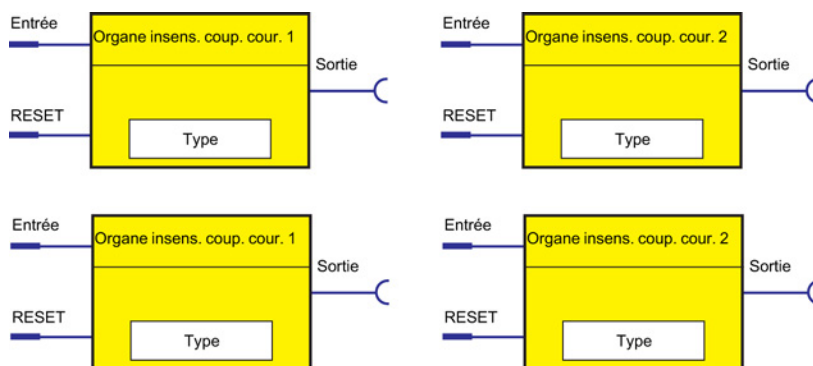 Entrée
Organe insens. coup. cour. 1
Sortie
RESET
Type
Entrée
Organe insens. coup. cour. 2
Sortie
RESET
Type
Entrée
Organe insens. coup. cour. 1
Sortie
RESET
Type
Entrée
Organe insens. coup. cour. 2
Sortie
RESET
Type